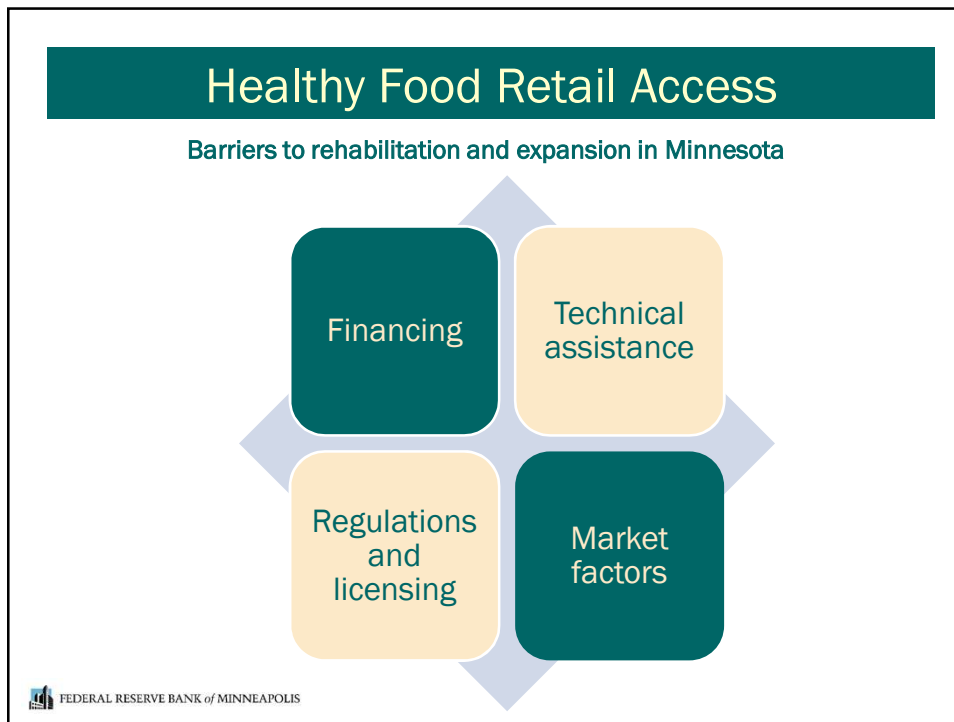 Healthy Food Retail Access
Barriers to rehabilitation and expansion in Minnesota
Financing
Technical
assistance
Regulations
and
licensing
Market
factors
FEDERAL RESERVE BANK of MINNEAPOLIS